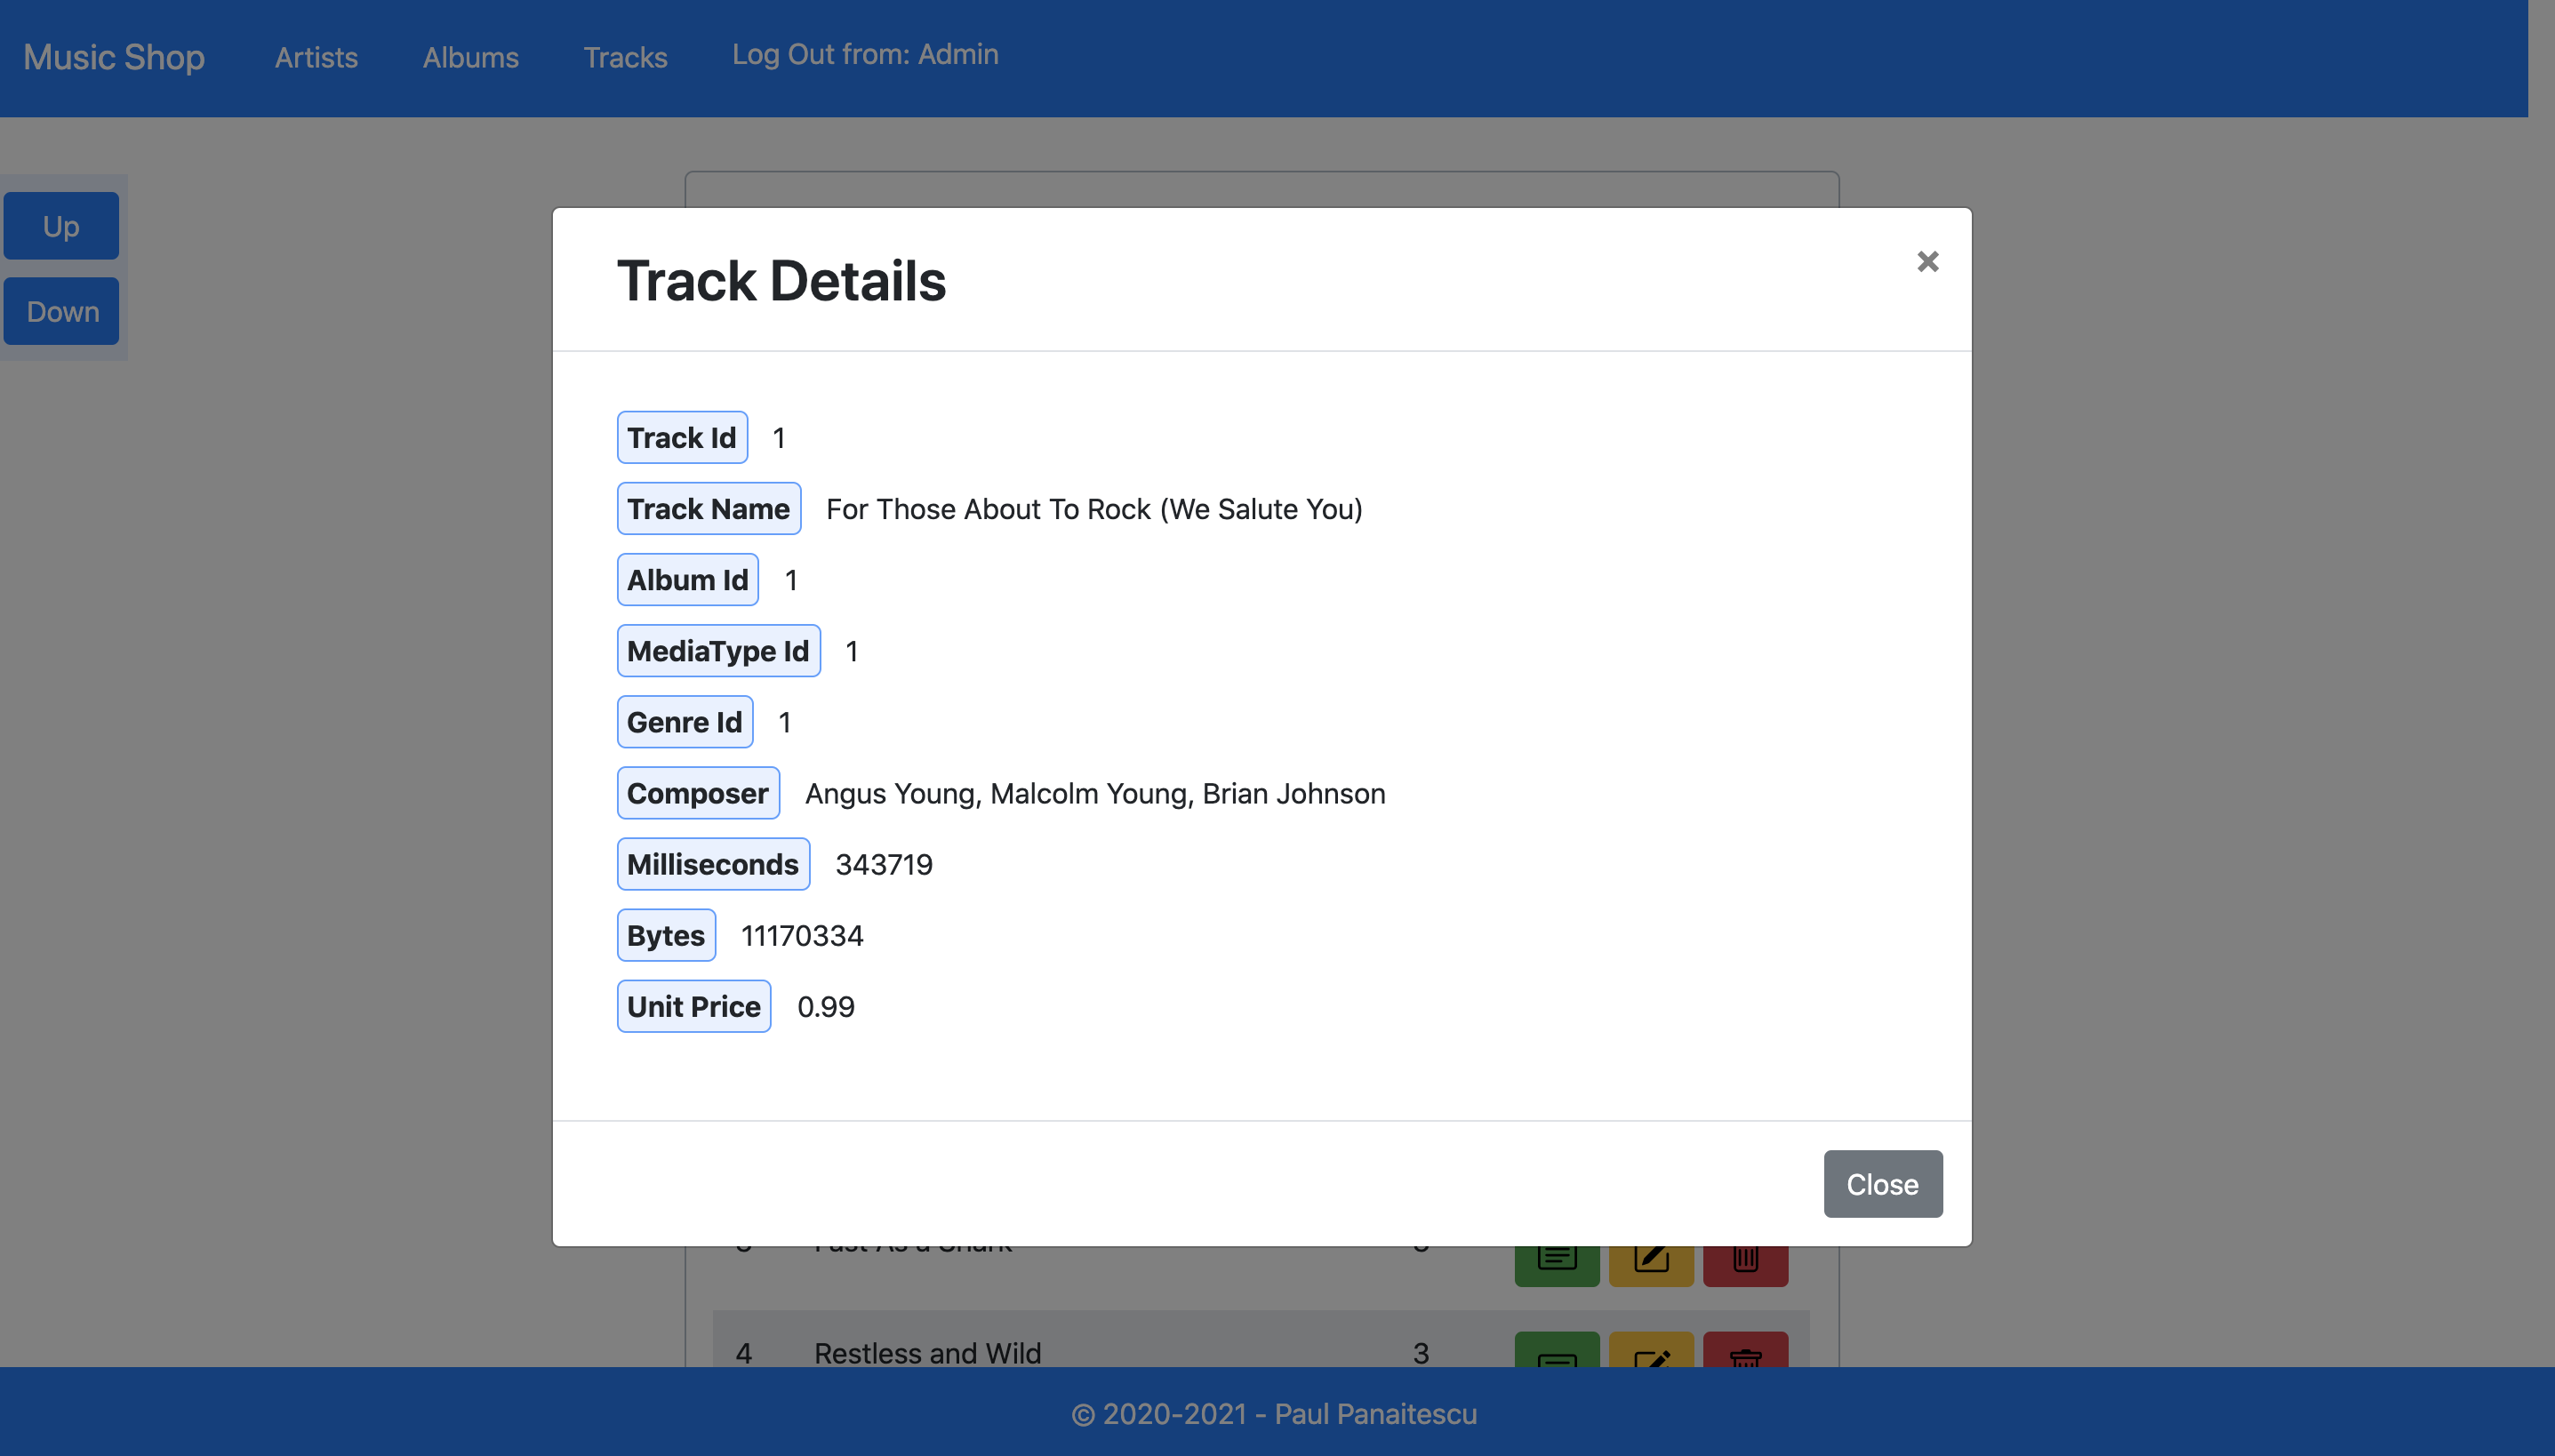 Music Shop Artists Albums Tracks Log Out from: Admin
Up
Down
Track Details ×
Track Id 1
Track Name For Those About To Rock (We Salute You)
Album Id 1
MediaType Id 1
Genre Id 1
Composer Angus Young, Malcolm Young, Brian Johnson
Milliseconds 343719
Bytes 11170334
Unit Price 0.99
Close
4 Restless and Wild 3
© 2020-2021 - Paul Panaitescu